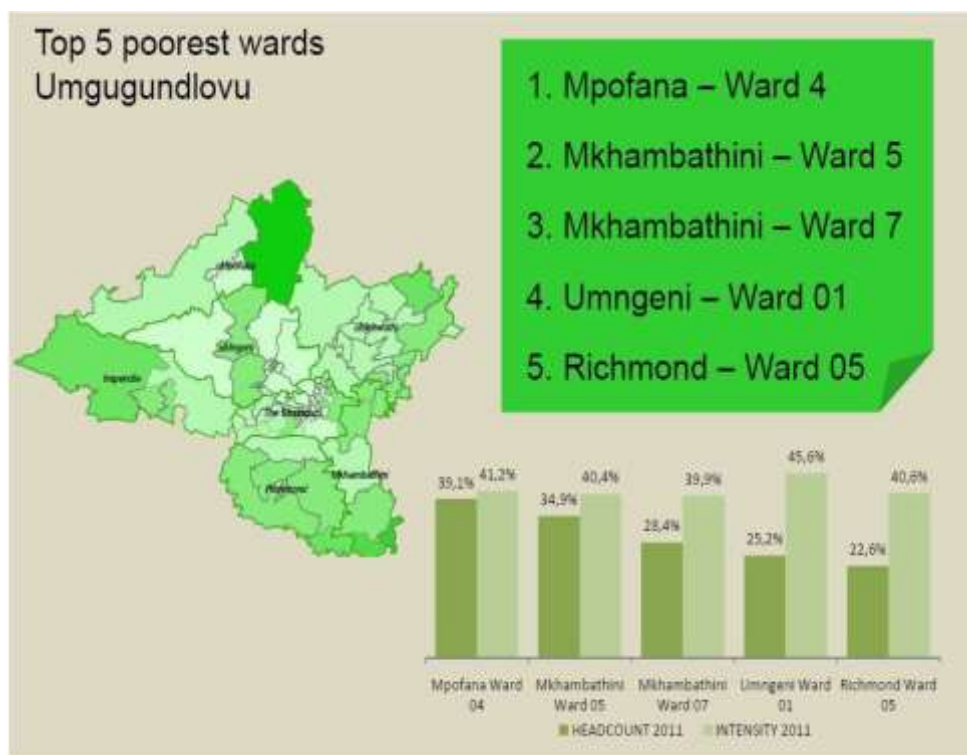 Top 5 poorest wards
Umgugundlovu
1. Mpofana – Ward 4
2. Mkhambathini – Ward 5
3. Mkhambathini – Ward 7
4. Umngeni – Ward 01
5. Richmond – Ward 05
Impendle
Richmond
39,1%
41,2%
34,9%
40,4%
28,4%
39,9%
25,2%
45,6%
22,6%
40,6%
Mpofana Ward
04
Mkhambathini
Ward 05
Mkhambathini
Ward 07
Umngeni Ward
01
Richmond Ward
05
HEADCOUNT 2011
INTENSITY 2011